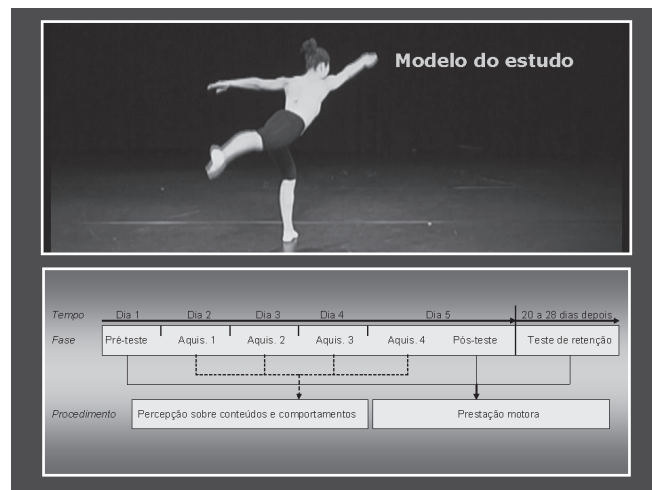 Modelo do estudo
Tempo Dia 1 Dia 2 Dia 3 Dia 4 Dia 5 20 a 28 dias depois
Fase Pré-teste Aquis. 1 Aquis. 2 Aquis. 3 Aquis. 4 Pós-teste Teste de retenção
Procedimento Percepção sobre conteúdos e comportamentos Prestação motora